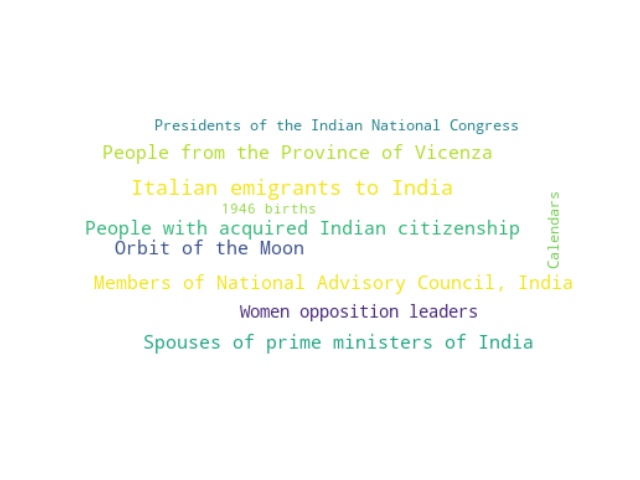 Presidents of the Indian National Congress
People from the Province of Vicenza
Italian emigrants to India
1946 births
People with acquired Indian citizenship
Orbit of the Moon
Calendars
Members of National Advisory Council, India
Women opposition leaders
Spouses of prime ministers of India